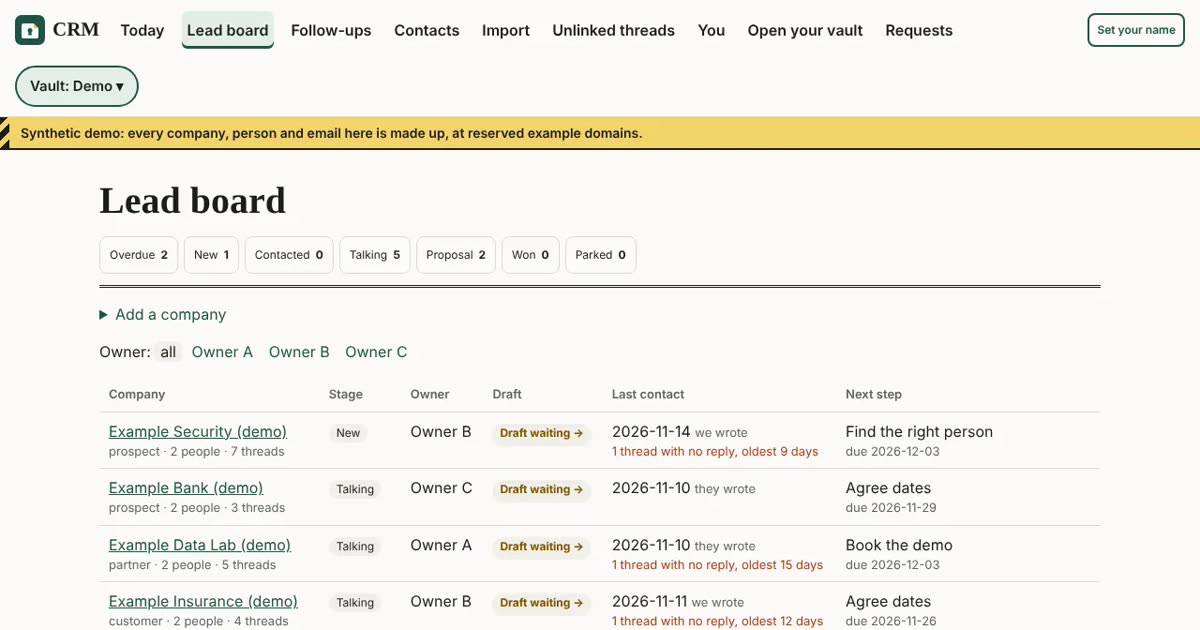 CRM Today Lead board Follow-ups Contacts Import Unlinked threads You Open your vault Requests Set your name
Vault: Demo ▾
Synthetic demo: every company, person and email here is made up, at reserved example domains.
Lead board
Overdue 2 New 1 Contacted 0 Talking 5 Proposal 2 Won 0 Parked 0
▶ Add a company
Owner: all Owner A Owner B Owner C
Company Stage Owner Draft Last contact Next step
Example Security (demo) New Owner B Draft waiting → 2026-11-14 we wrote Find the right person
prospect · 2 people · 7 threads 1 thread with no reply, oldest 9 days due 2026-12-03
Example Bank (demo) Talking Owner C Draft waiting → 2026-11-10 they wrote Agree dates
prospect · 2 people · 3 threads due 2026-11-29
Example Data Lab (demo) Talking Owner A Draft waiting → 2026-11-10 they wrote Book the demo
partner · 2 people · 5 threads 1 thread with no reply, oldest 15 days due 2026-12-03
Example Insurance (demo) Talking Owner B Draft waiting → 2026-11-11 we wrote Agree dates
customer · 2 people · 4 threads 1 thread with no reply, oldest 12 days due 2026-11-26